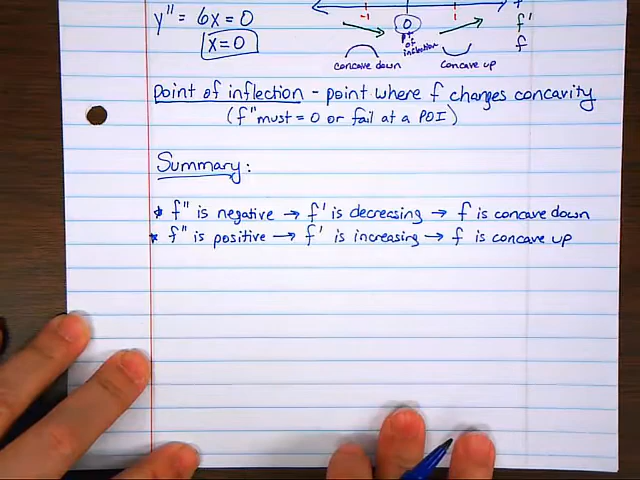 y" = 6x = 0
x = 0
-1
0
pt
of
inflection
f'
f
concave down
concave up
Point of inflection - point where f changes concavity
(f" must = 0 or fail at a POI)
Summary:
* f" is negative → f' is decreasing → f is concave down
* f" is positive → f' is increasing → f is concave up